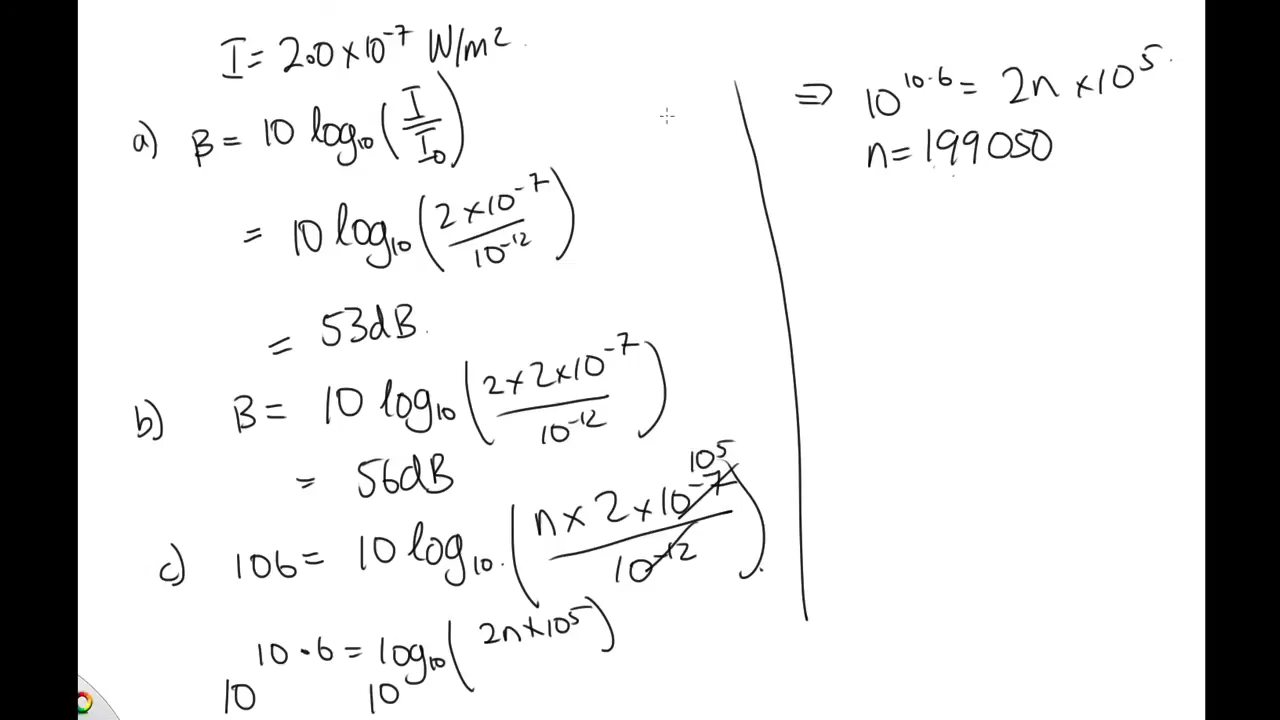 I = 2.0 × 10⁻⁷ W/m²
a) β = 10 log₁₀ (I/I₀)
= 10 log₁₀ (2 × 10⁻⁷ / 10⁻¹²)
= 53dB.
b) β = 10 log₁₀ (2 × 2 × 10⁻⁷ / 10⁻¹²)
= 56dB
10⁵
c) 106 = 10 log₁₀ (n × 2 × 10⁻⁷ / 10⁻¹²)
10·6 = log₁₀ (2n × 10⁵)
10 10
⇒ 10¹⁰·⁶ = 2n × 10⁵
n = 199050